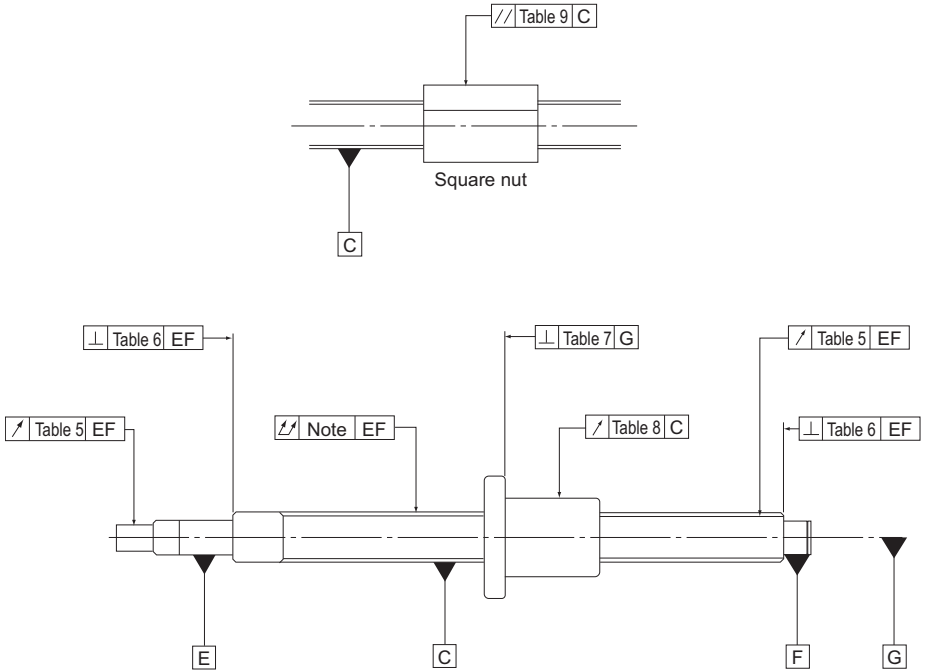 // Table 9 C
Square nut
C
⊥ Table 6 EF
⊥ Table 7 G
↗ Table 5 EF
↗ Table 5 EF
⌰ Note EF
↗ Table 8 C
⊥ Table 6 EF
E
C
F
G